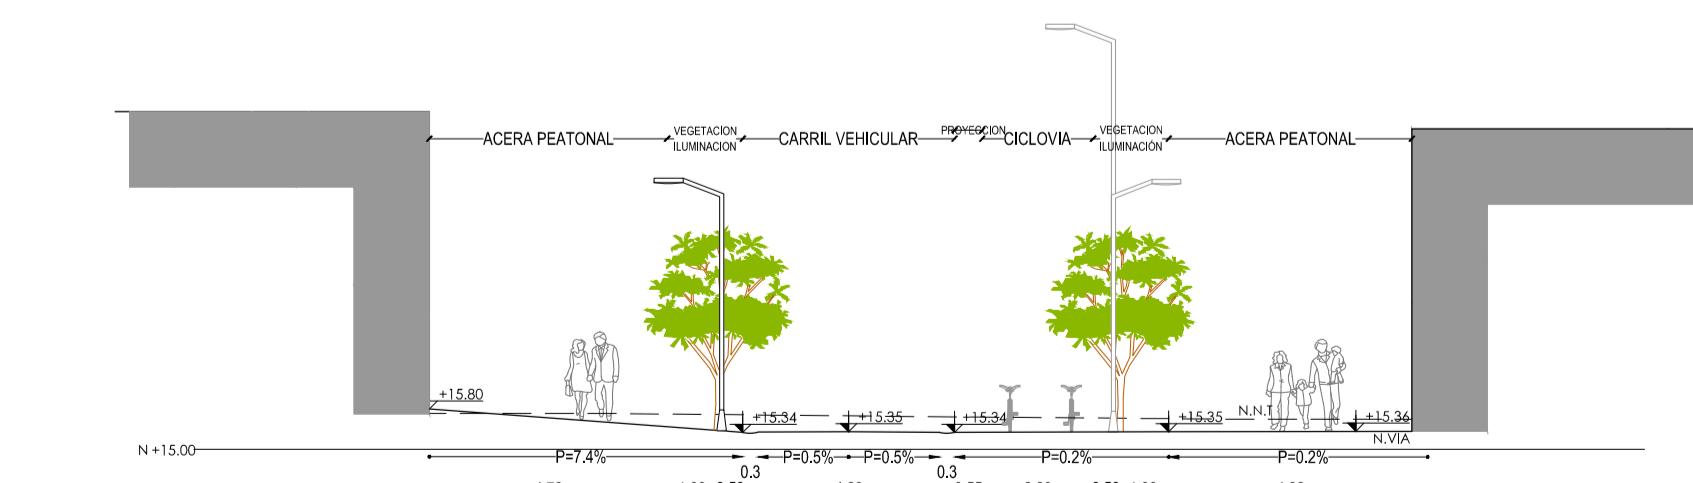 ACERA PEATONAL
VEGETACION
ILUMINACION
CARRIL VEHICULAR
PROYECCION
CICLOVIA
VEGETACION
ILUMINACIÓN
ACERA PEATONAL
+15.80
+15.34
+15.35
+15.34
+15.35
N.N.T
+15.36
N.VIA
N +15.00
P=7.4%
P=0.5%
P=0.5%
P=0.2%
P=0.2%
0.3
0.3